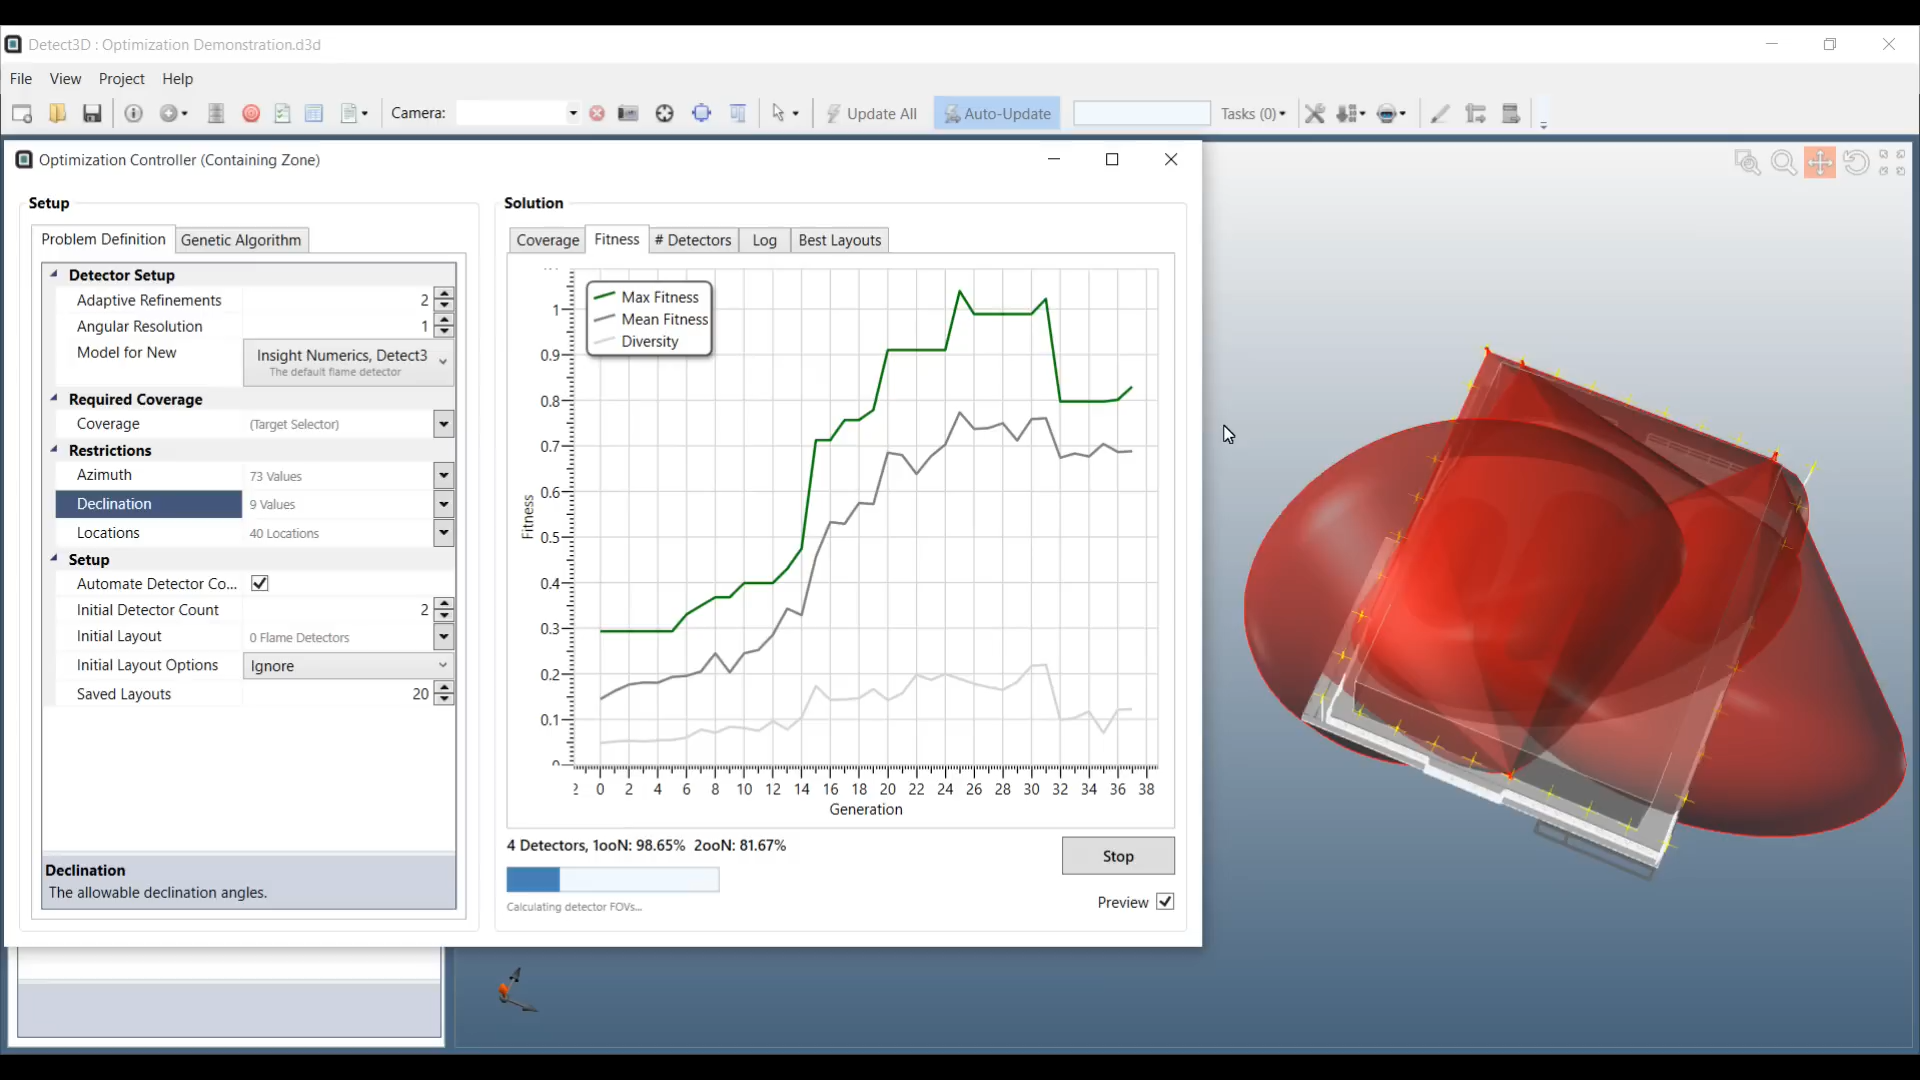 Detect3D : Optimization Demonstration.d3d
File View Project Help
Camera: Update All Auto-Update Tasks (0)
Optimization Controller (Containing Zone)
Setup
Problem Definition Genetic Algorithm
Detector Setup
Adaptive Refinements 2
Angular Resolution 1
Model for New Insight Numerics, Detect3
The default flame detector
Required Coverage
Coverage (Target Selector)
Restrictions
Azimuth 73 Values
Declination 9 Values
Locations 40 Locations
Setup
Automate Detector Co...
Initial Detector Count 2
Initial Layout 0 Flame Detectors
Initial Layout Options Ignore
Saved Layouts 20
Declination
The allowable declination angles.
Solution
Coverage Fitness # Detectors Log Best Layouts
Max Fitness
Mean Fitness
Diversity
1
0.9
0.8
0.7
0.6
0.5
0.4
0.3
0.2
0.1
0
Fitness
2 0 2 4 6 8 10 12 14 16 18 20 22 24 26 28 30 32 34 36 38
Generation
4 Detectors, 1ooN: 98.65% 2ooN: 81.67%
Stop
Calculating detector FOVs...
Preview